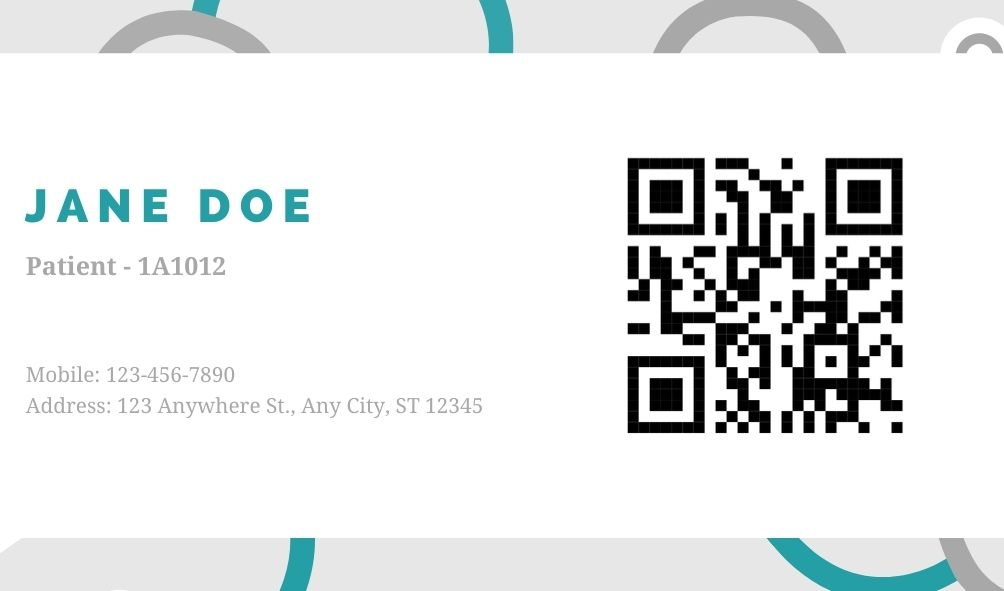 JANE DOE
Patient - 1A1012
Mobile: 123-456-7890
Address: 123 Anywhere St., Any City, ST 12345